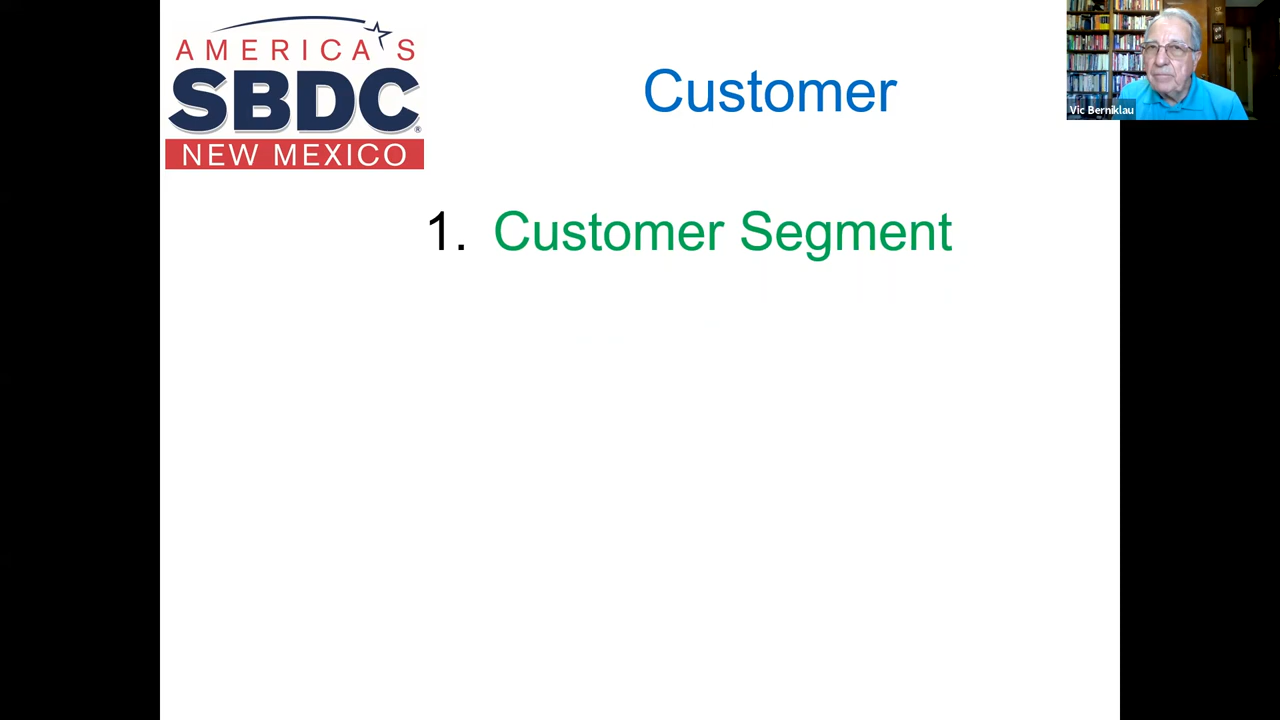 AMERICA'S
SBDC®
NEW MEXICO
Customer
Vic Berniklau
1. Customer Segment